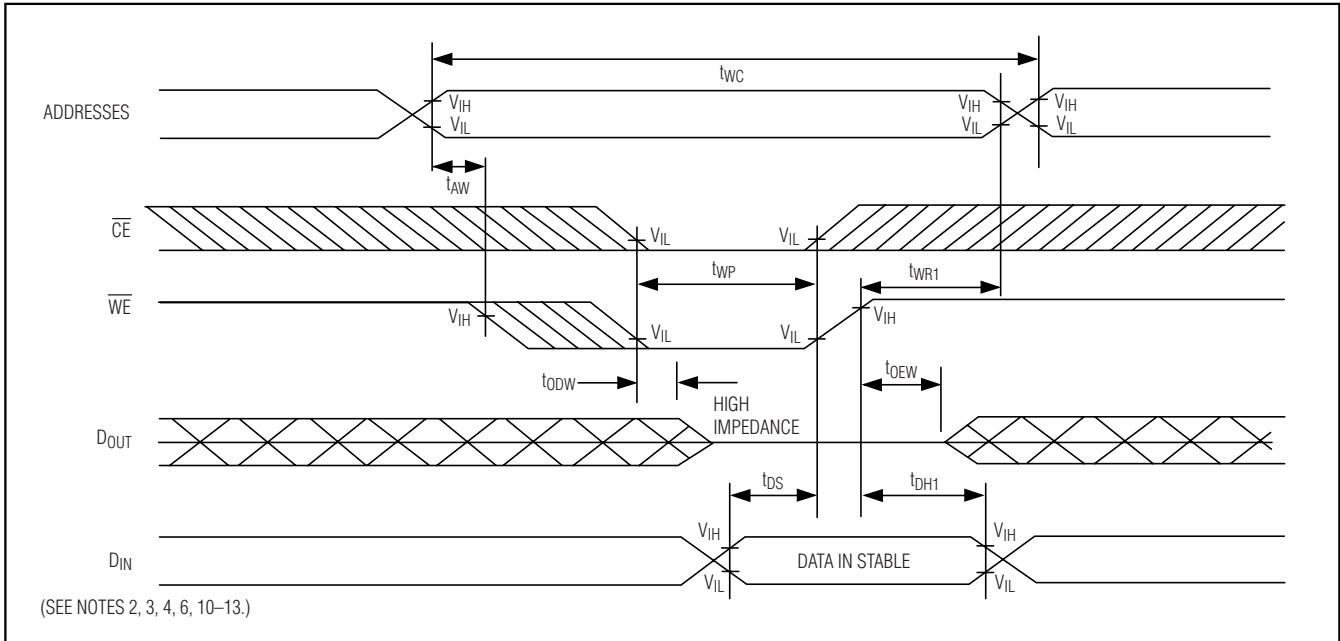 tWC
ADDRESSES
VIH
VIL
VIH
VIL
VIH
VIL
tAW
CE
VIL
VIL
tWP
tWR1
WE
VIH
VIL
VIL
VIH
tODW
tOEW
HIGH
IMPEDANCE
DOUT
tDS
tDH1
VIH
VIH
DIN
DATA IN STABLE
VIL
VIL
(SEE NOTES 2, 3, 4, 6, 10–13.)